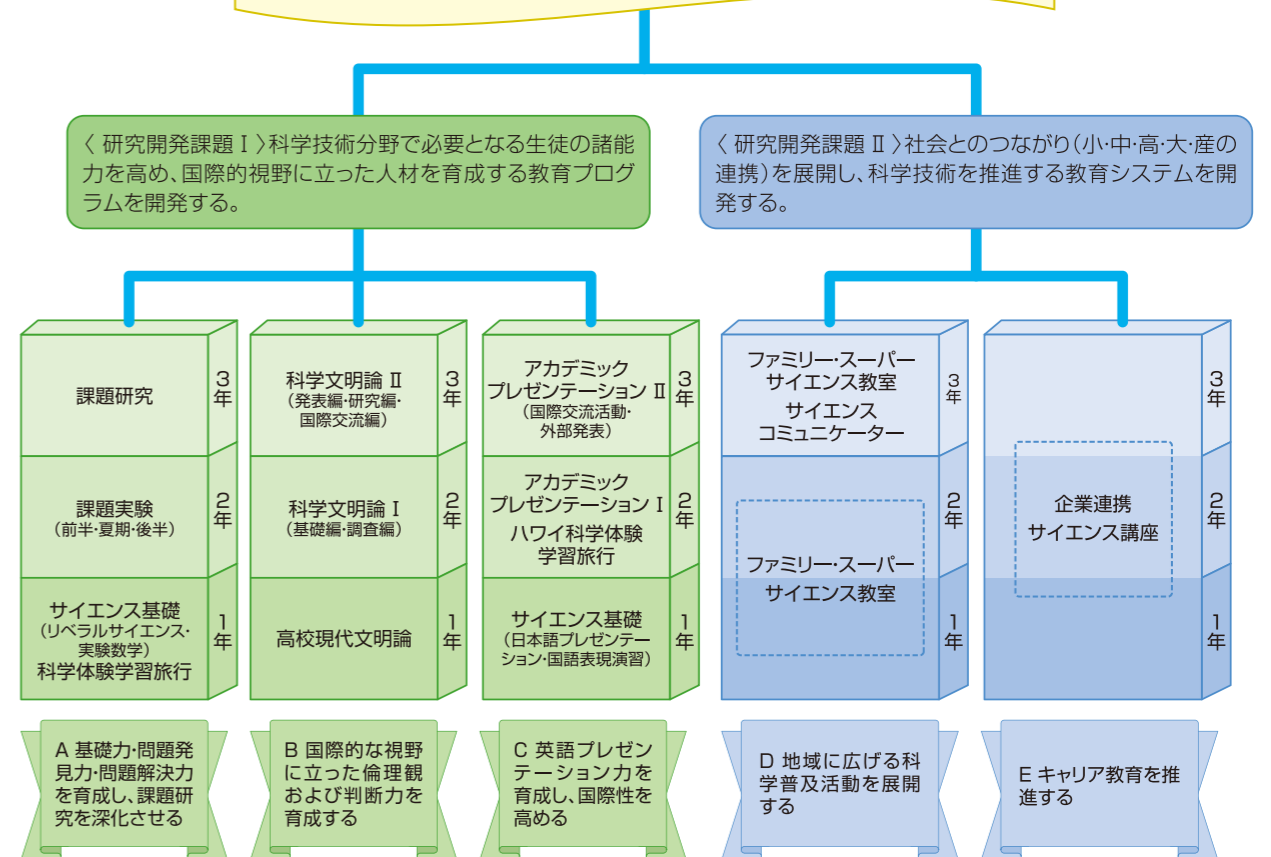 〈 研究開発課題 Ⅰ 〉科学技術分野で必要となる生徒の諸能
力を高め、国際的視野に立った人材を育成する教育プログ
ラムを開発する。
〈 研究開発課題 Ⅱ 〉社会とのつながり（小・中・高・大・産の
連携）を展開し、科学技術を推進する教育システムを開
発する。
課題研究
3年
課題実験
（前半・夏期・後半）
2年
サイエンス基礎
（リベラルサイエンス・
実験数学）
科学体験学習旅行
1年
科学文明論 Ⅱ
（発表編・研究編・
国際交流編）
3年
科学文明論 Ⅰ
（基礎編・調査編）
2年
高校現代文明論
1年
アカデミック
プレゼンテーション Ⅱ
（国際交流活動・
外部発表）
3年
アカデミック
プレゼンテーション Ⅰ
ハワイ科学体験
学習旅行
2年
サイエンス基礎
（日本語プレゼンテー
ション・国語表現演習）
1年
ファミリー・スーパー
サイエンス教室
サイエンス
コミュニケーター
3年
ファミリー・スーパー
サイエンス教室
2年
1年
企業連携
サイエンス講座
3年
2年
1年
A 基礎力・問題発
見力・問題解決力
を育成し、課題研
究を深化させる
B 国際的な視野
に立った倫理観
および判断力を
育成する
C 英語プレゼン
テーション力を
育成し、国際性を
高める
D 地域に広げる科
学普及活動を展開
する
E キャリア教育を推
進する